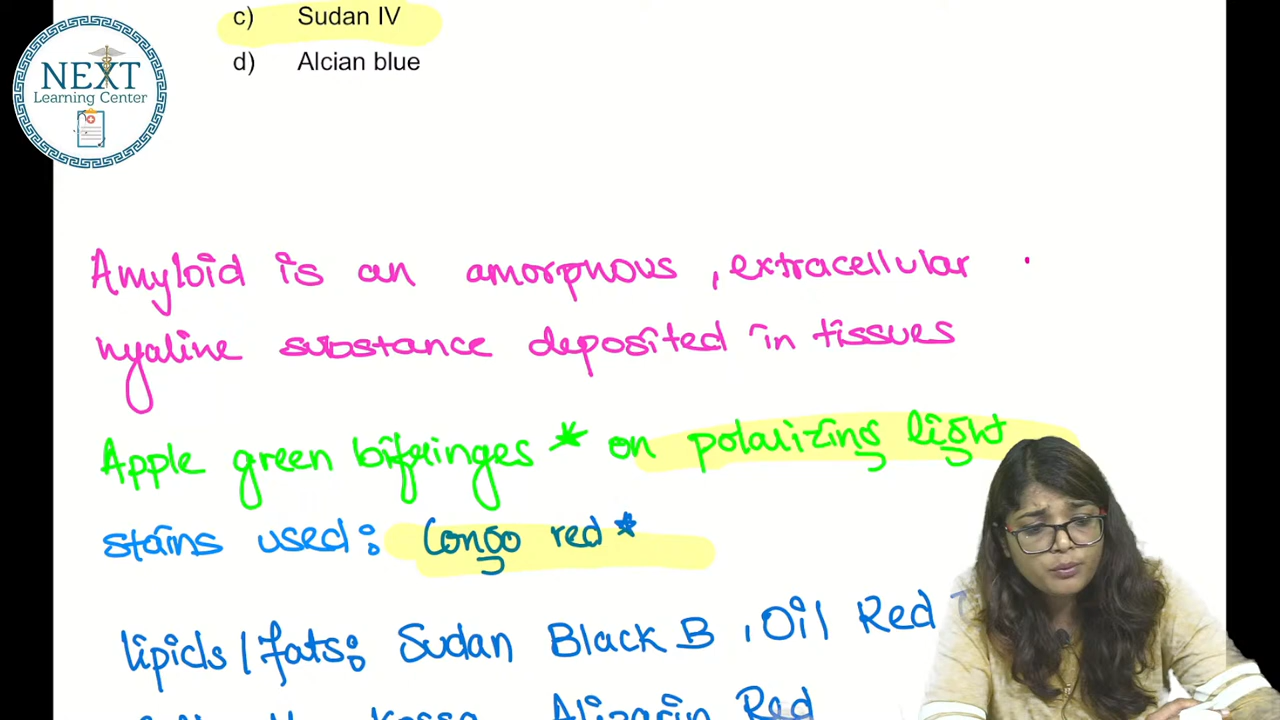 c) Sudan IV
d) Alcian blue
NEXT
Learning Center
Amyloid is an amorphous, extracellular
hyaline substance deposited in tissues
Apple green bifringes * on polarizing light
stains used: Congo red *
lipids / fats: Sudan Black B, Oil Red
Kossa Alizarin Red